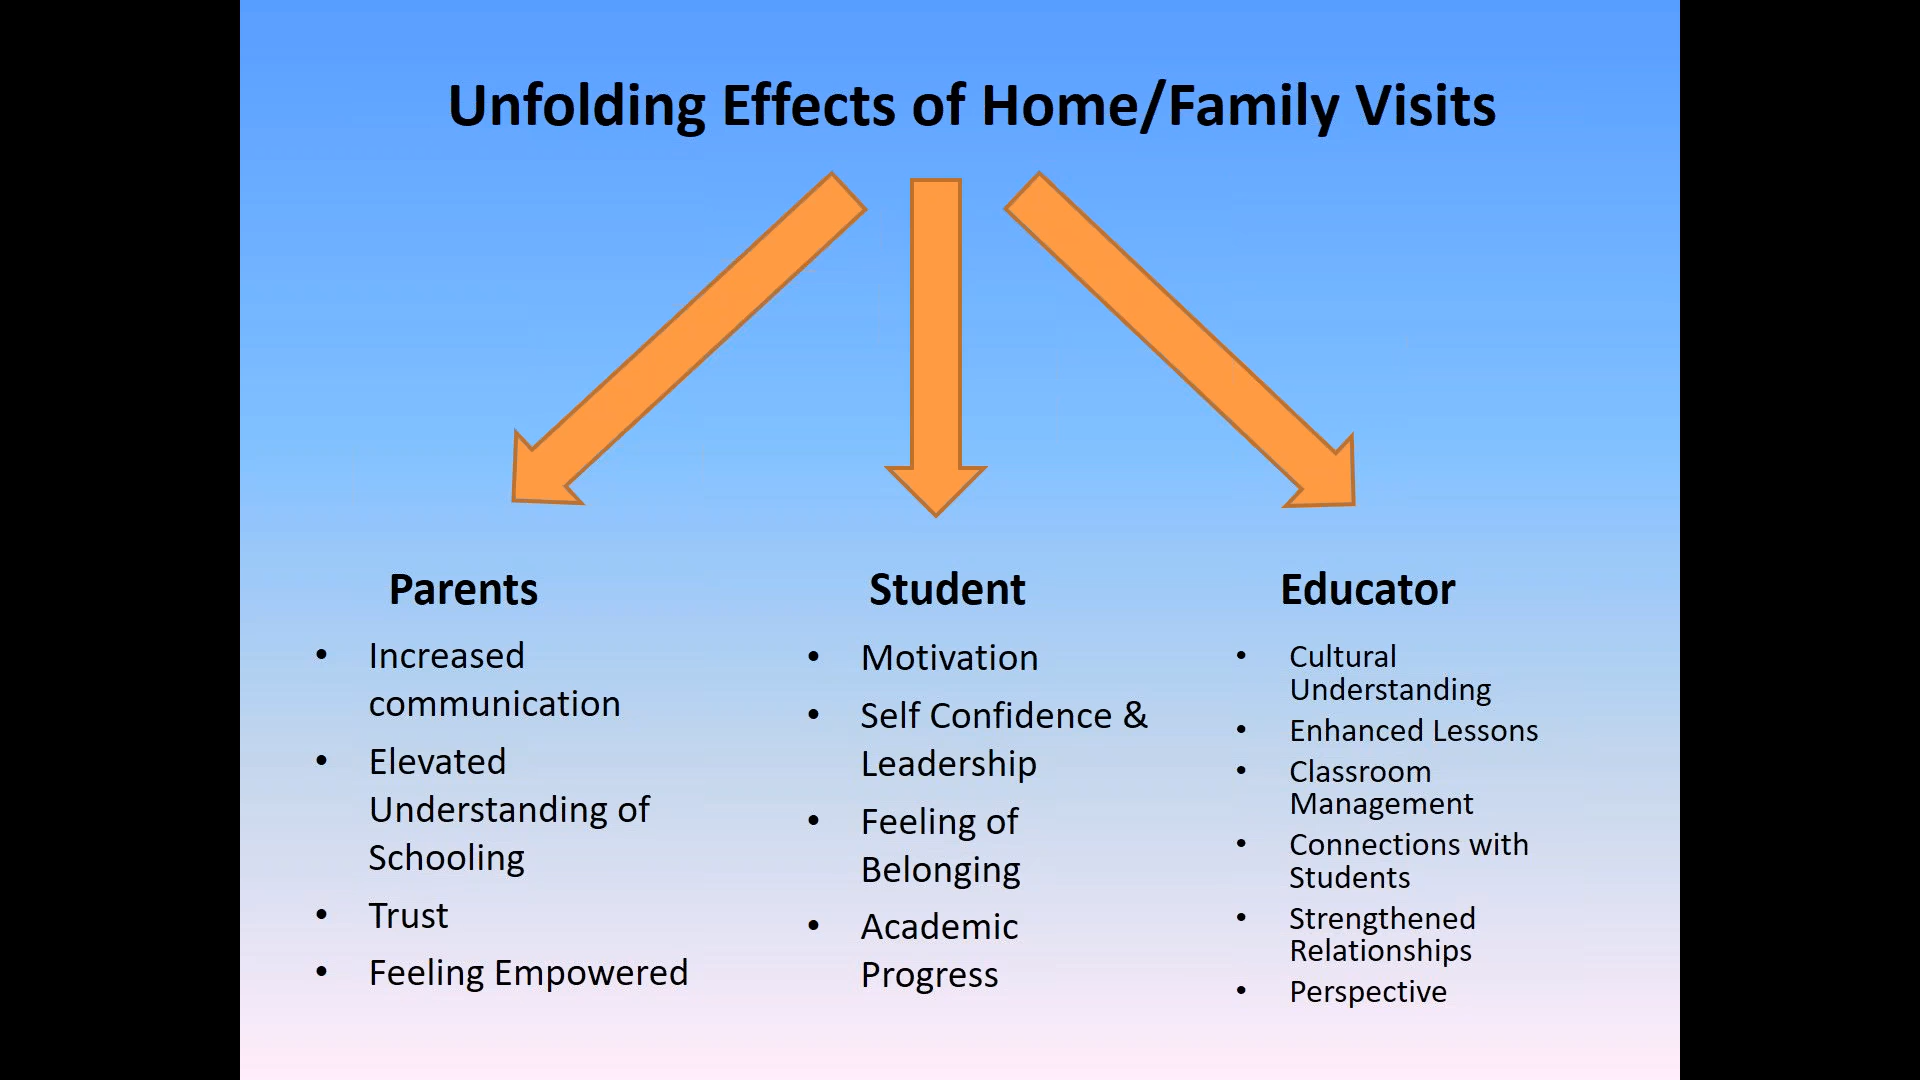 Unfolding Effects of Home/Family Visits
Parents
• Increased
communication
• Elevated
Understanding of
Schooling
• Trust
• Feeling Empowered
Student
• Motivation
• Self Confidence &
Leadership
• Feeling of
Belonging
• Academic
Progress
Educator
• Cultural
Understanding
• Enhanced Lessons
• Classroom
Management
• Connections with
Students
• Strengthened
Relationships
• Perspective